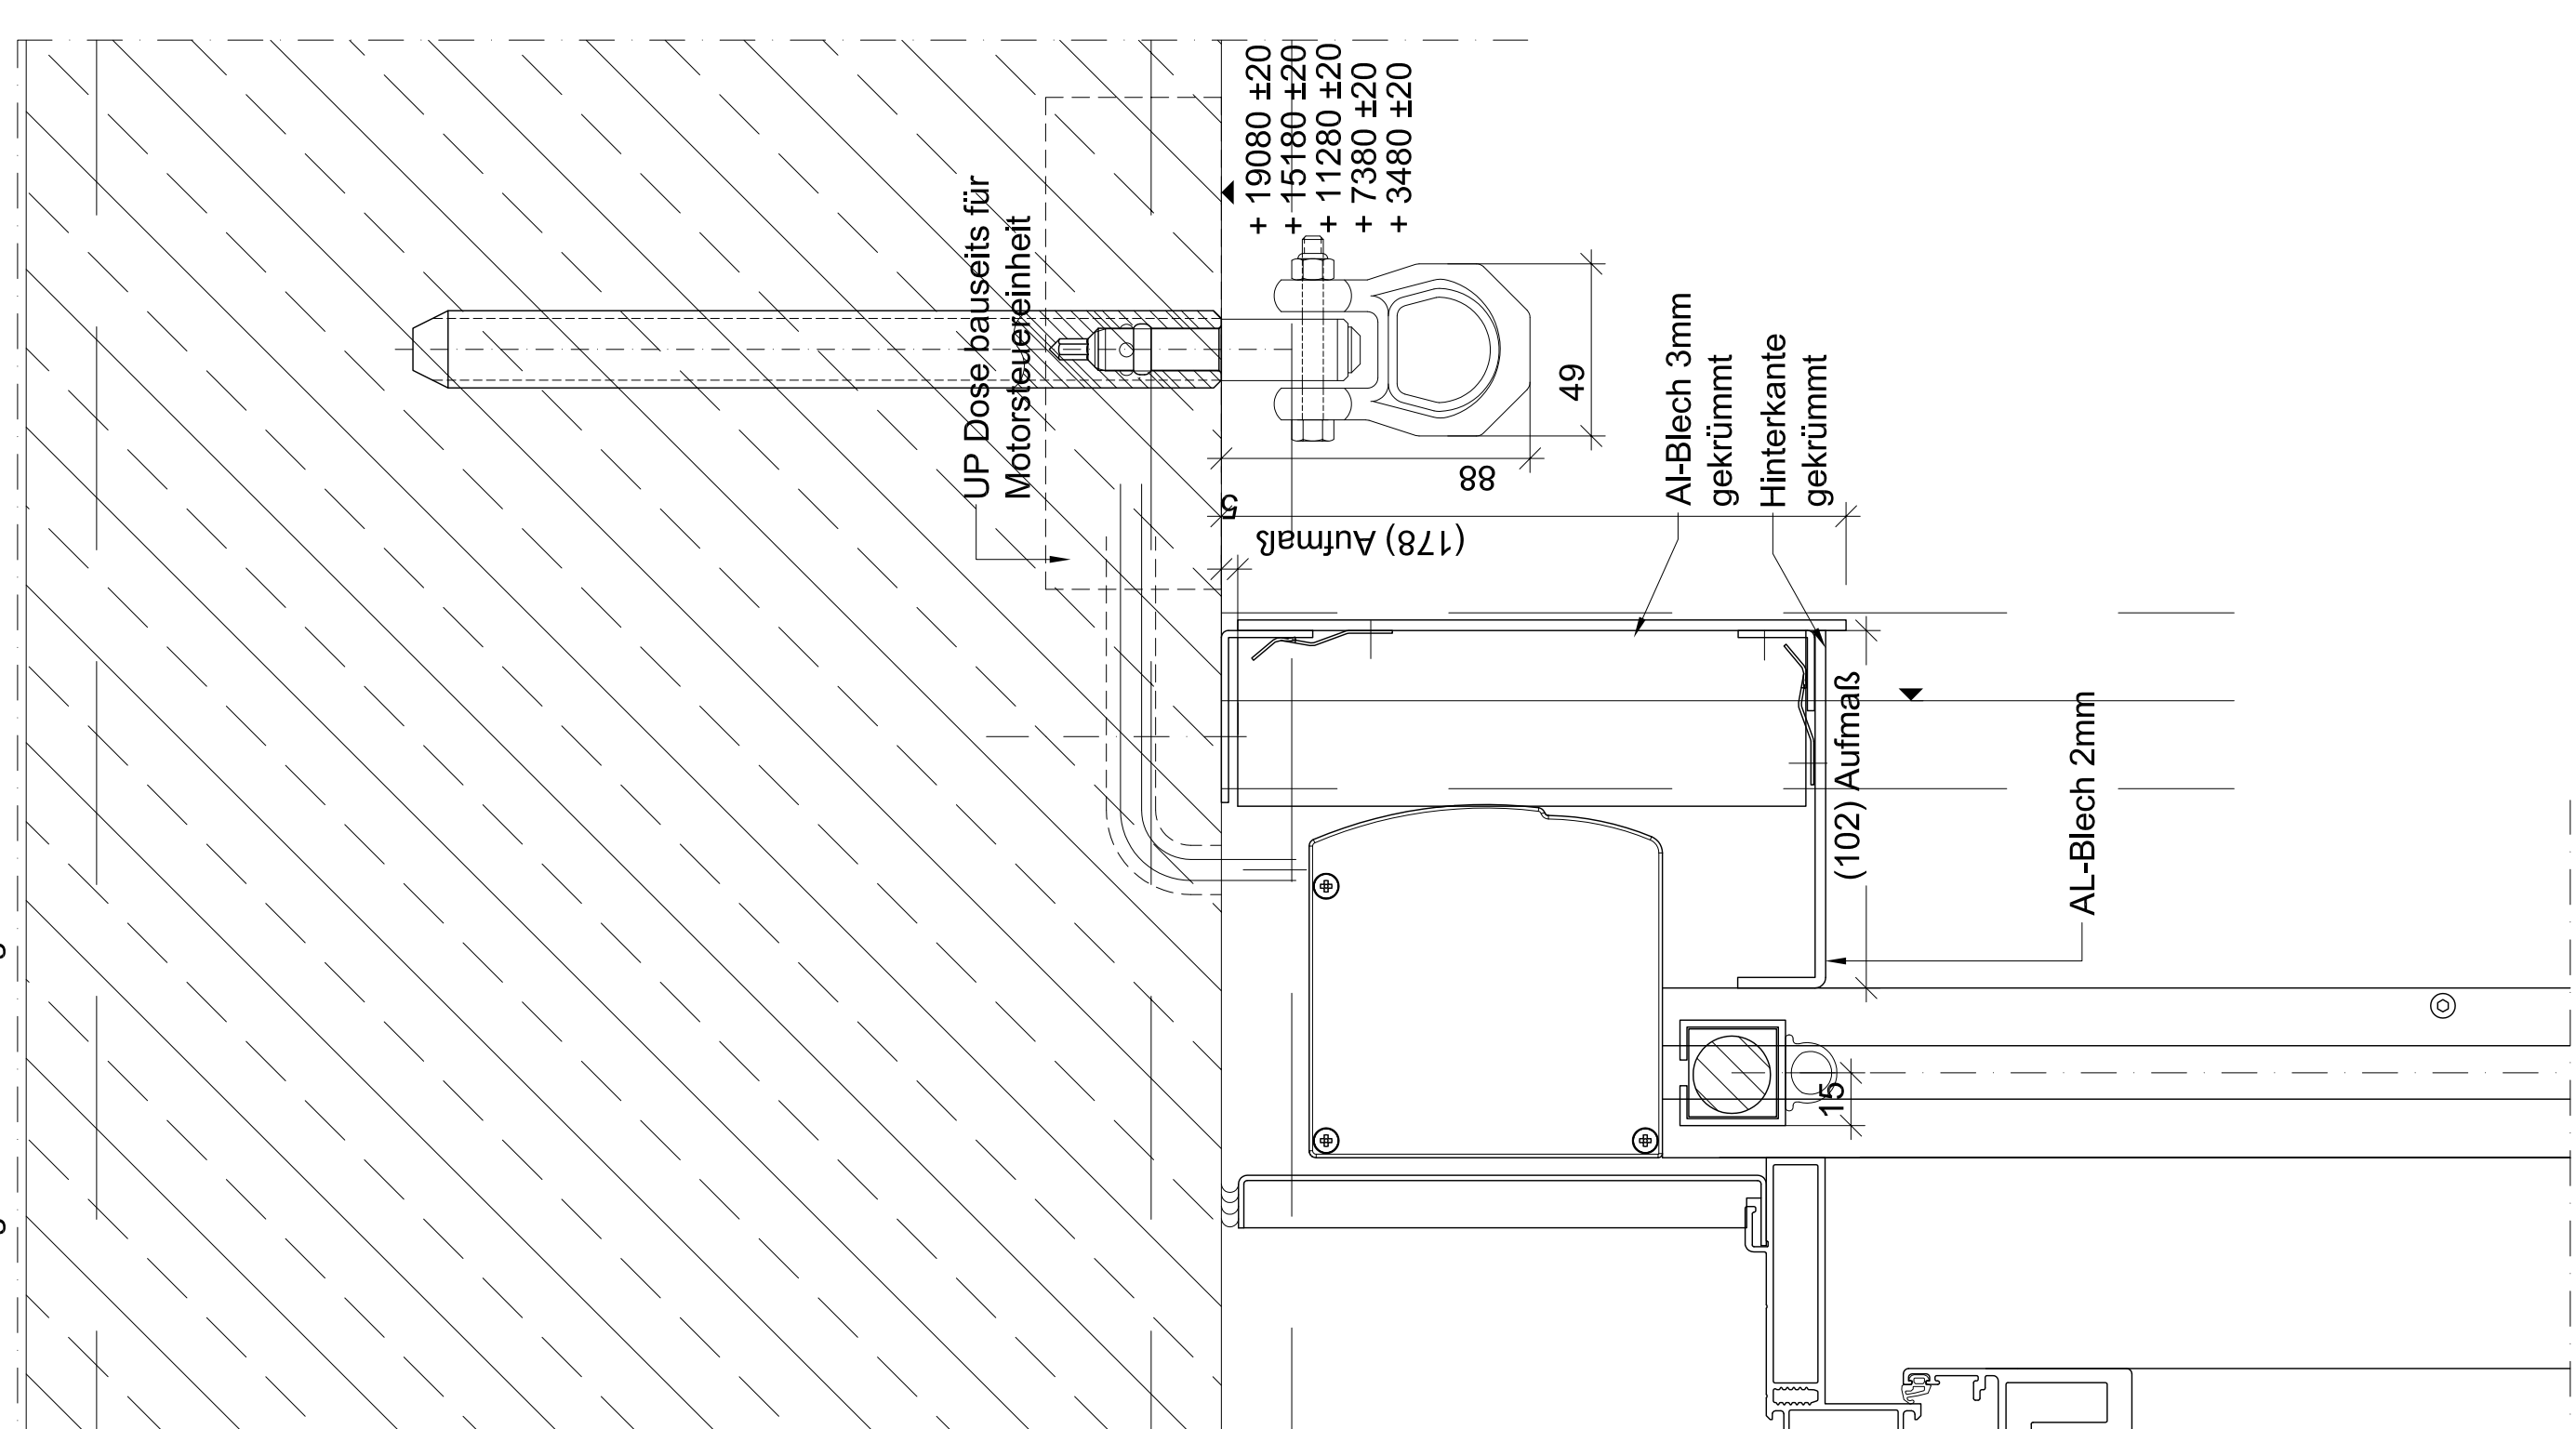 UP Dose bauseits für
Motorsteuereinheit
+ 19080 ±20
+ 15180 ±20
+ 11280 ±20
+ 7380 ±20
+ 3480 ±20
49
88
5
(178) Aufmaß
Al-Blech 3mm
gekrümmt
Hinterkante
gekrümmt
(102) Aufmaß
AL-Blech 2mm
15